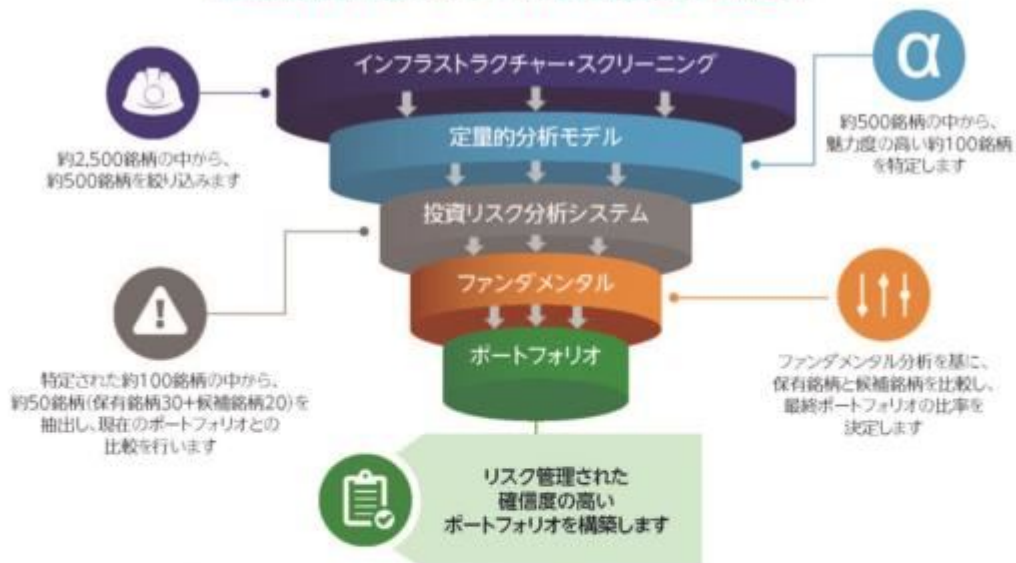 インフラストラクチャー・スクリーニング
α
約2,500銘柄の中から、
約500銘柄を絞り込みます
定量的分析モデル
約500銘柄の中から、
魅力度の高い約100銘柄
を特定します
投資リスク分析システム
ファンダメンタル
!
ポートフォリオ
特定された約100銘柄の中から、
約50銘柄(保有銘柄30+候補銘柄20)を
抽出し、現在のポートフォリオとの
比較を行います
ファンダメンタル分析を基に、
保有銘柄と候補銘柄を比較し、
最終ポートフォリオの比率を
決定します
リスク管理された
確信度の高い
ポートフォリオを構築します